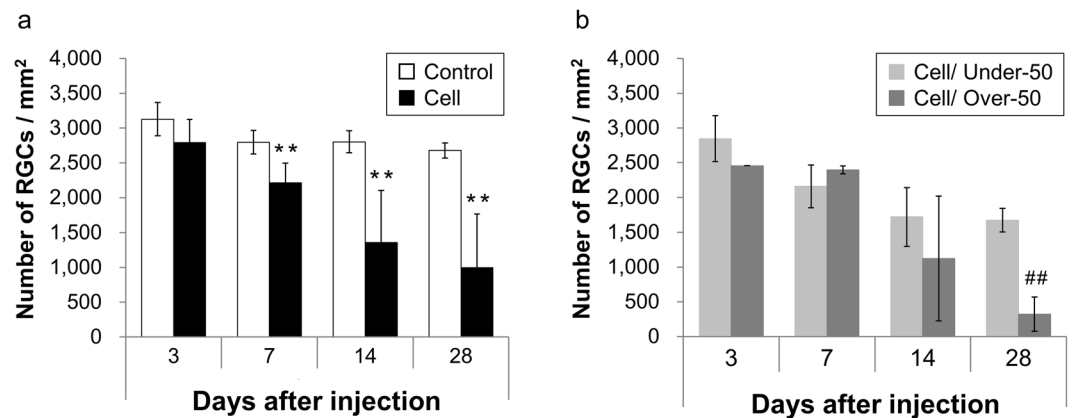 a
Number of RGCs / mm²
4,000
3,500
3,000
2,500
2,000
1,500
1,000
500
0
Control
Cell
**
**
**
3 7 14 28
Days after injection
b
Number of RGCs / mm²
4,000
3,500
3,000
2,500
2,000
1,500
1,000
500
0
Cell/ Under-50
Cell/ Over-50
##
3 7 14 28
Days after injection